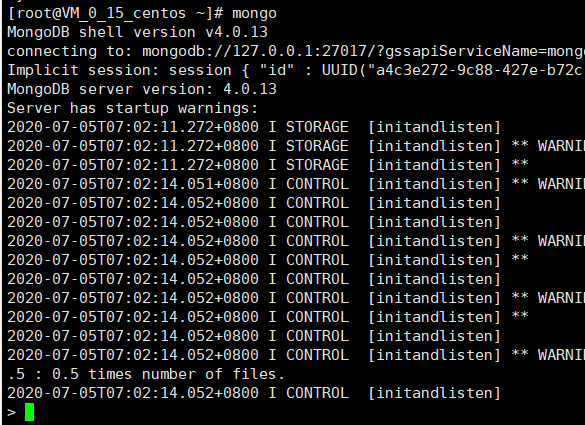 [root@VM_0_15_centos ~]# mongo
MongoDB shell version v4.0.13
connecting to: mongodb://127.0.0.1:27017/?gssapiServiceName=mong
Implicit session: session { "id" : UUID("a4c3e272-9c88-427e-b72c
MongoDB server version: 4.0.13
Server has startup warnings:
2020-07-05T07:02:11.272+0800 I STORAGE  [initandlisten]
2020-07-05T07:02:11.272+0800 I STORAGE  [initandlisten] ** WARNI
2020-07-05T07:02:11.272+0800 I STORAGE  [initandlisten] **
2020-07-05T07:02:14.051+0800 I CONTROL  [initandlisten] ** WARNI
2020-07-05T07:02:14.052+0800 I CONTROL  [initandlisten]
2020-07-05T07:02:14.052+0800 I CONTROL  [initandlisten]
2020-07-05T07:02:14.052+0800 I CONTROL  [initandlisten] ** WARNI
2020-07-05T07:02:14.052+0800 I CONTROL  [initandlisten] **
2020-07-05T07:02:14.052+0800 I CONTROL  [initandlisten]
2020-07-05T07:02:14.052+0800 I CONTROL  [initandlisten] ** WARNI
2020-07-05T07:02:14.052+0800 I CONTROL  [initandlisten] **
2020-07-05T07:02:14.052+0800 I CONTROL  [initandlisten]
2020-07-05T07:02:14.052+0800 I CONTROL  [initandlisten] ** WARNI
.5 : 0.5 times number of files.
2020-07-05T07:02:14.052+0800 I CONTROL  [initandlisten]
>